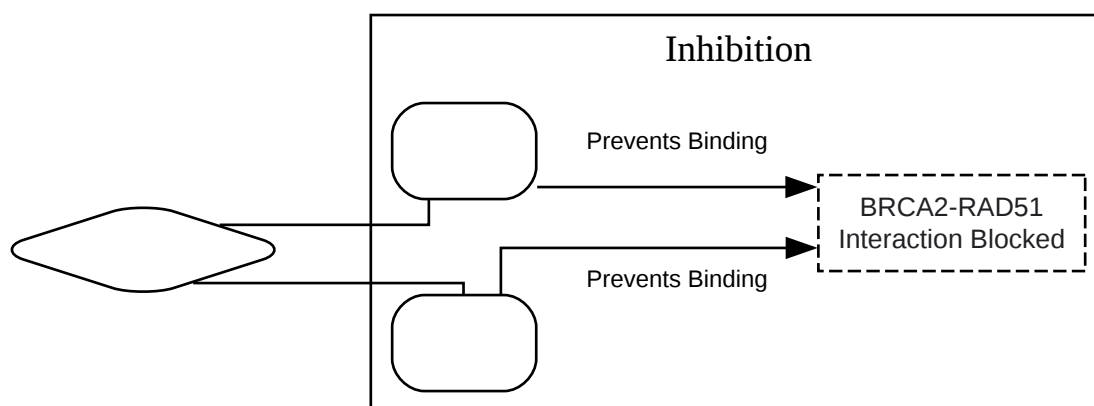 Inhibition
Prevents Binding
BRCA2-RAD51
Interaction Blocked
Prevents Binding